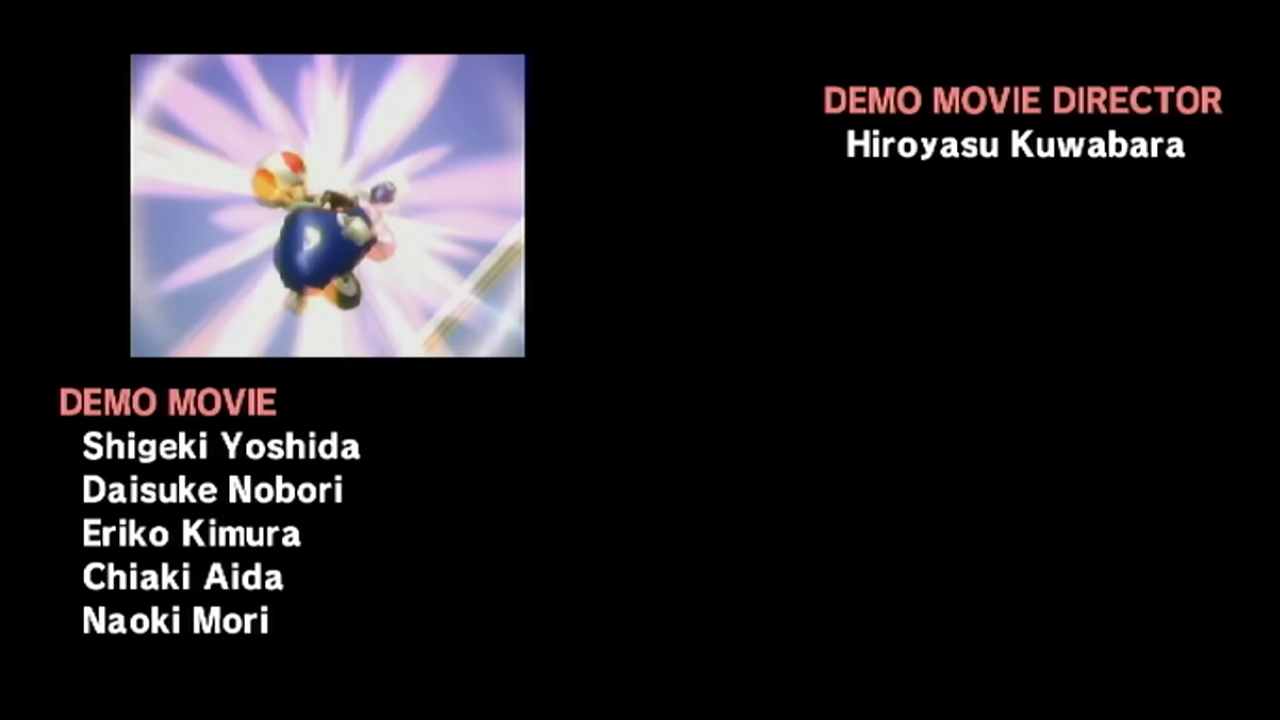 DEMO MOVIE DIRECTOR
Hiroyasu Kuwabara
DEMO MOVIE
Shigeki Yoshida
Daisuke Nobori
Eriko Kimura
Chiaki Aida
Naoki Mori